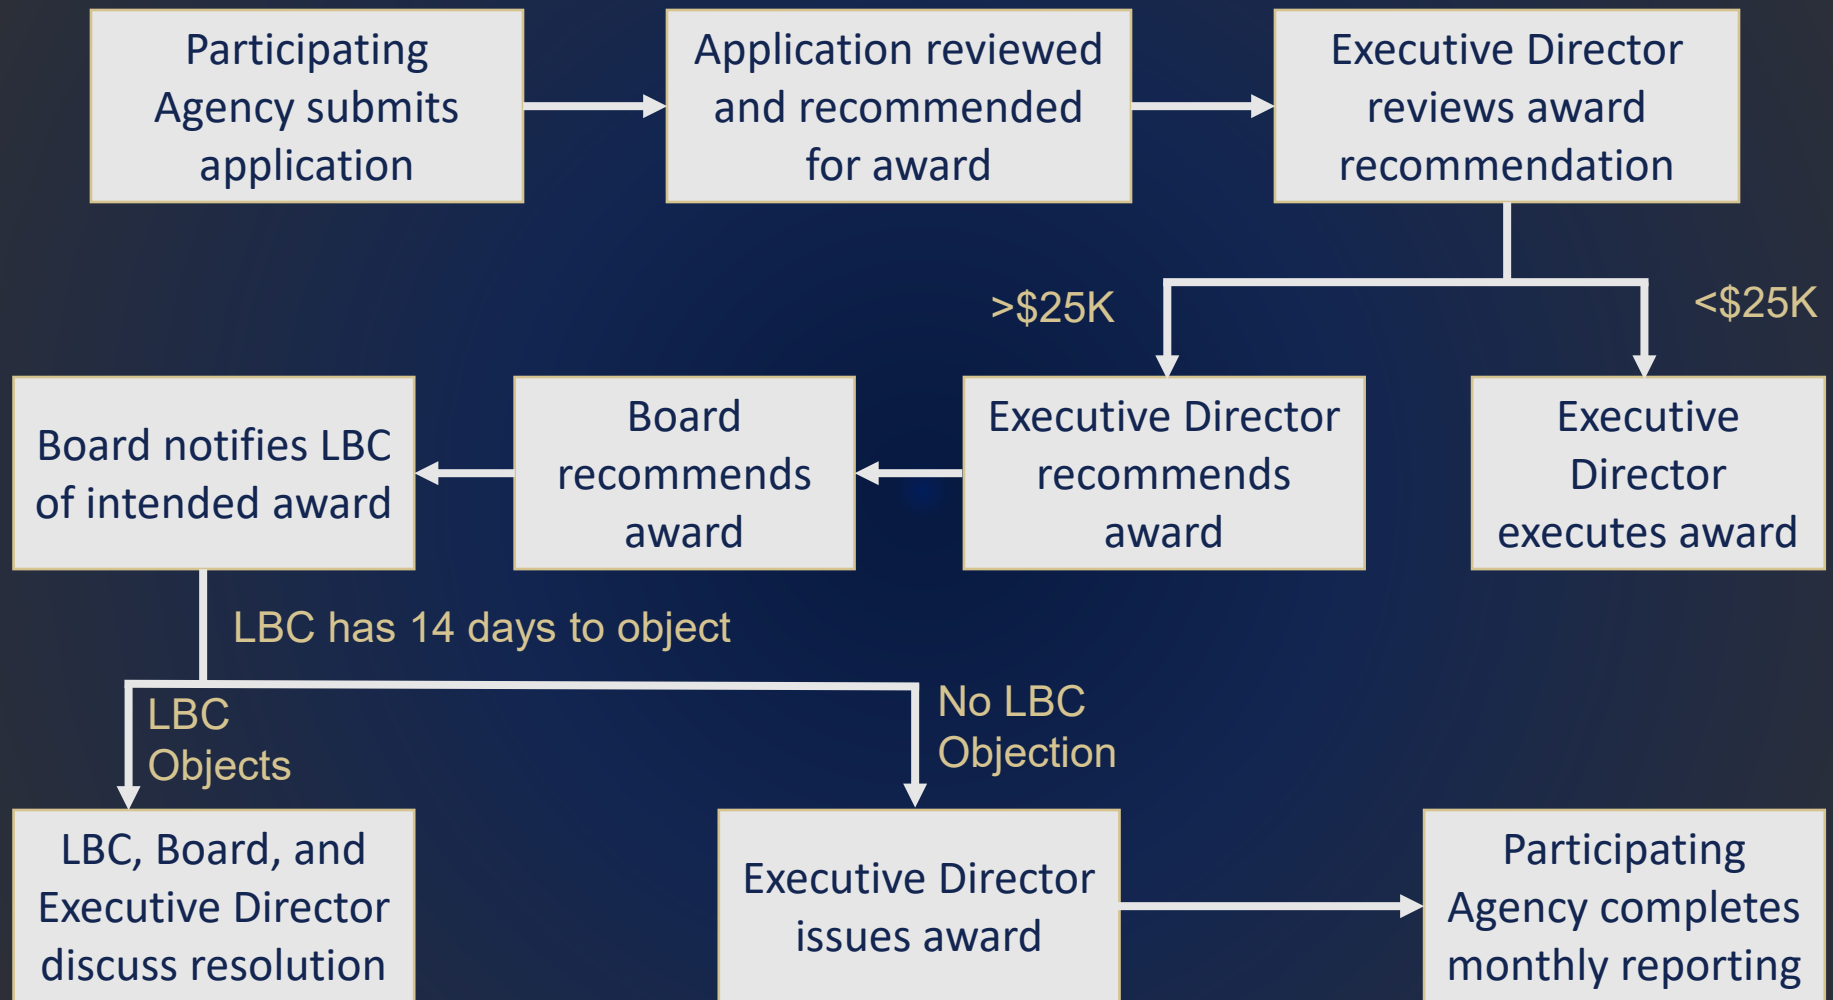 Participating
Agency submits
application
Application reviewed
and recommended
for award
Executive Director
reviews award
recommendation
>$25K
<$25K
Board notifies LBC
of intended award
Board
recommends
award
Executive Director
recommends
award
Executive
Director
executes award
LBC has 14 days to object
LBC
Objects
No LBC
Objection
LBC, Board, and
Executive Director
discuss resolution
Executive Director
issues award
Participating
Agency completes
monthly reporting